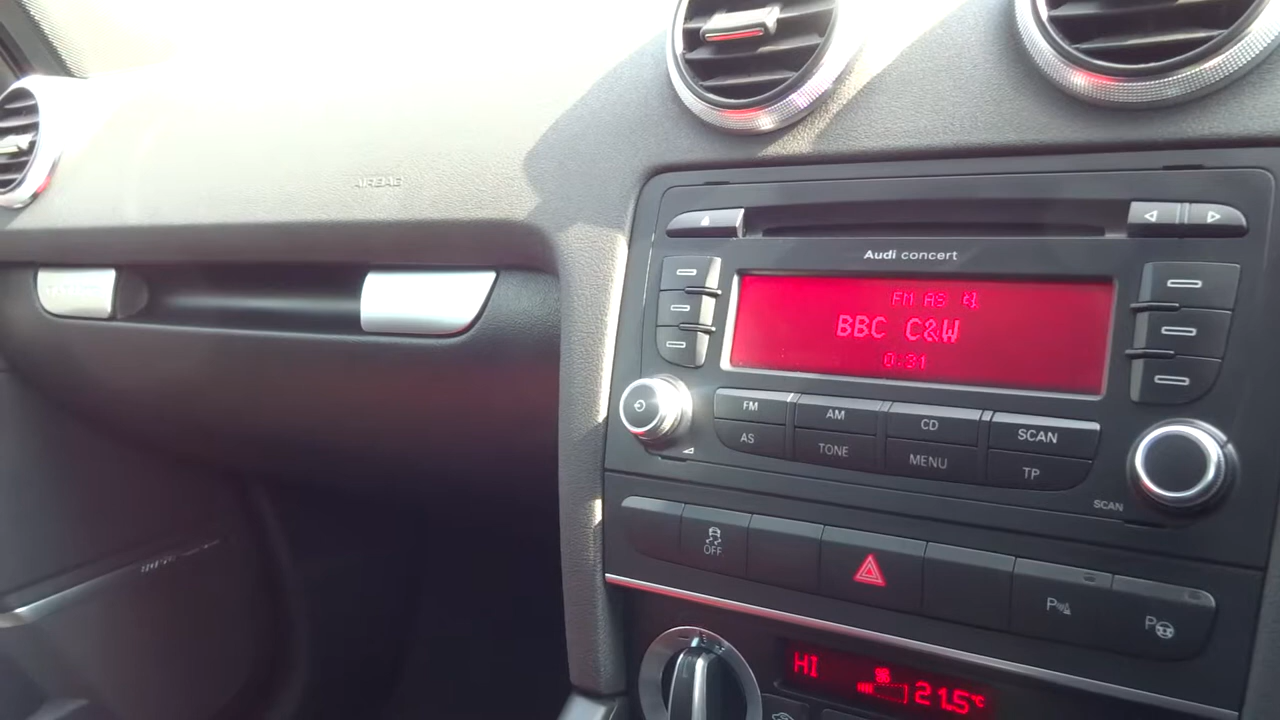 AIRBAG
Audi concert
FM AS
BBC C&W
0:31
FM
AM
CD
SCAN
AS
TONE
MENU
TP
SCAN
OFF
P
P
HI
21.5°C